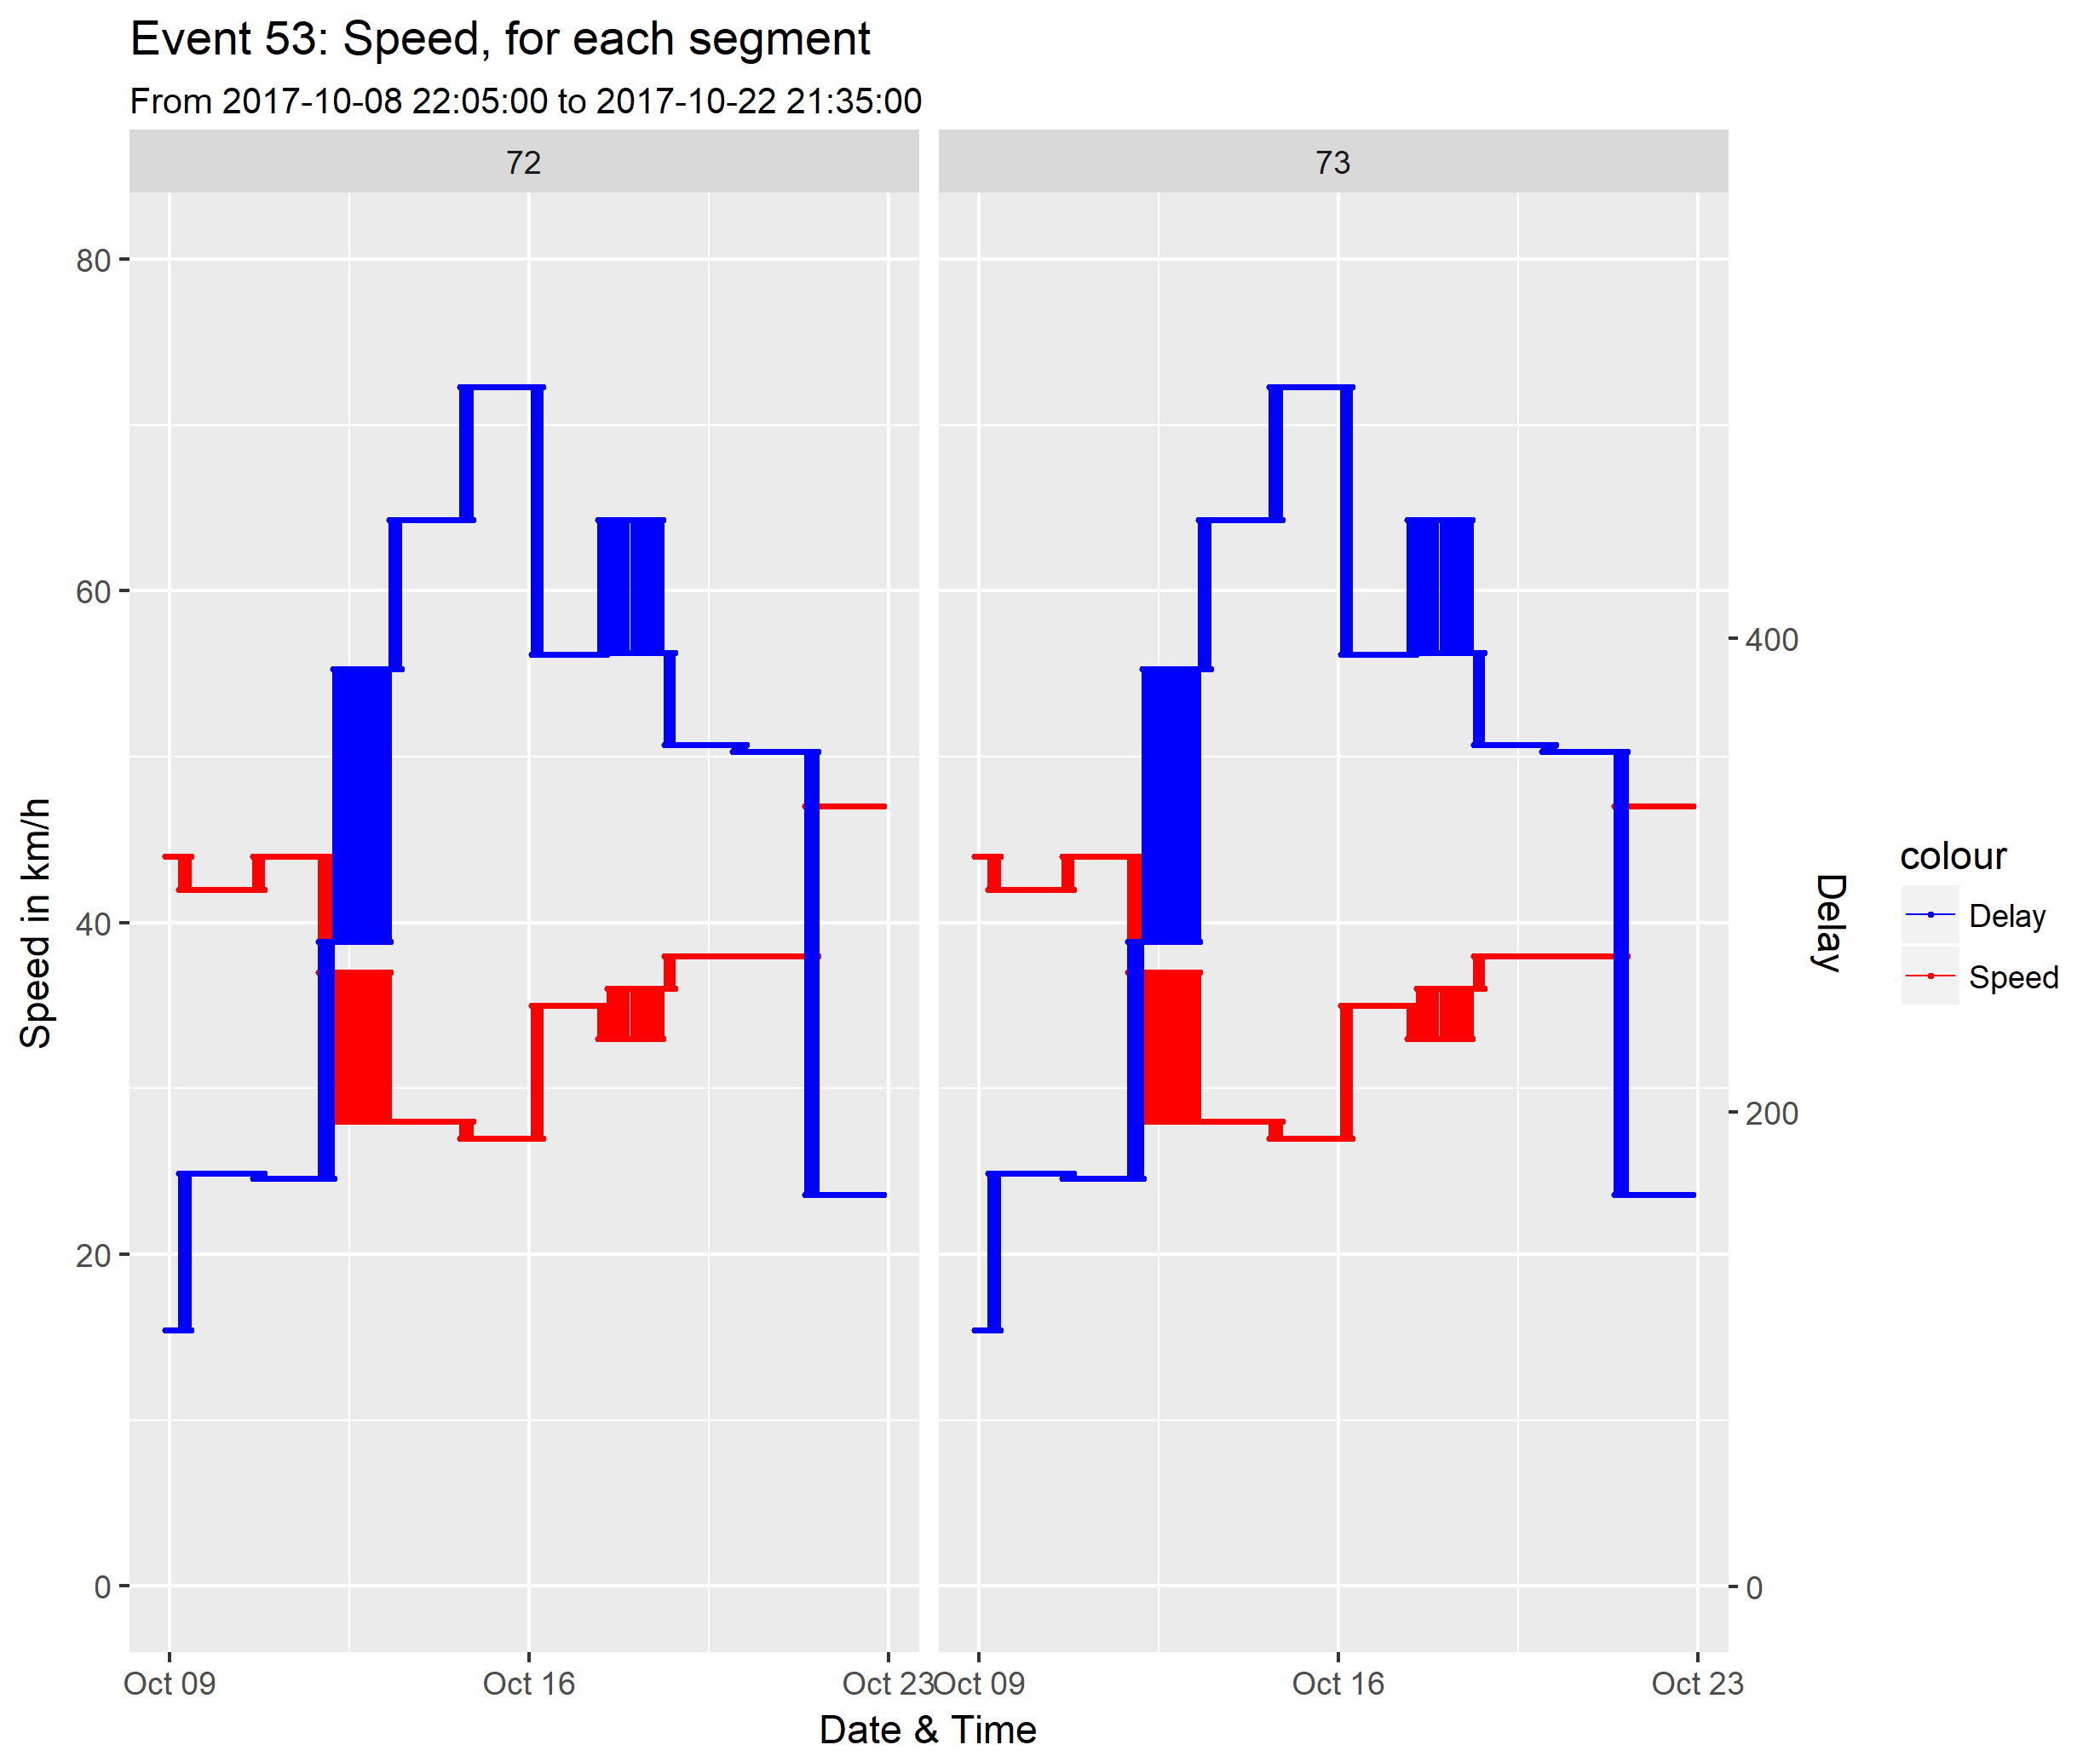 Event 53: Speed, for each segment
From 2017-10-08 22:05:00 to 2017-10-22 21:35:00
72
73
80
60
40
20
0
Speed in km/h
400
200
0
Delay
colour
Delay
Speed
Oct 09
Oct 16
Oct 23
Oct 09
Oct 16
Oct 23
Date & Time